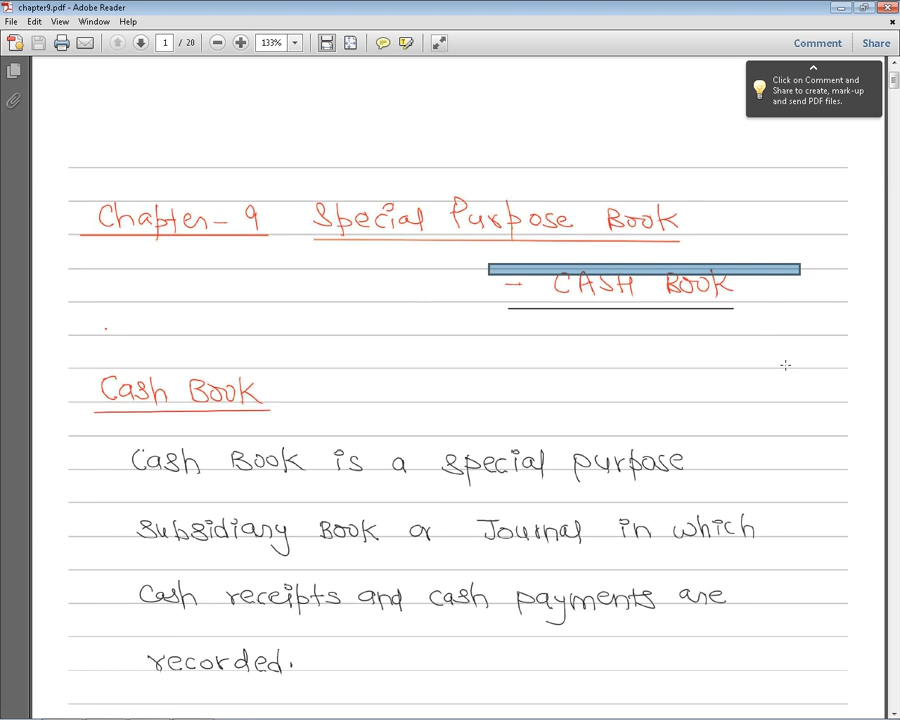 chapter9.pdf - Adobe Reader
File Edit View Window Help
1 / 20 133% Comment Share
Click on Comment and
Share to create, mark-up
and send PDF files.
Chapter - 9 Special Purpose Book
- CASH BOOK
Cash Book
Cash Book is a special purpose
Subsidiary Book or Journal in which
Cash receipts and cash payments are
recorded.